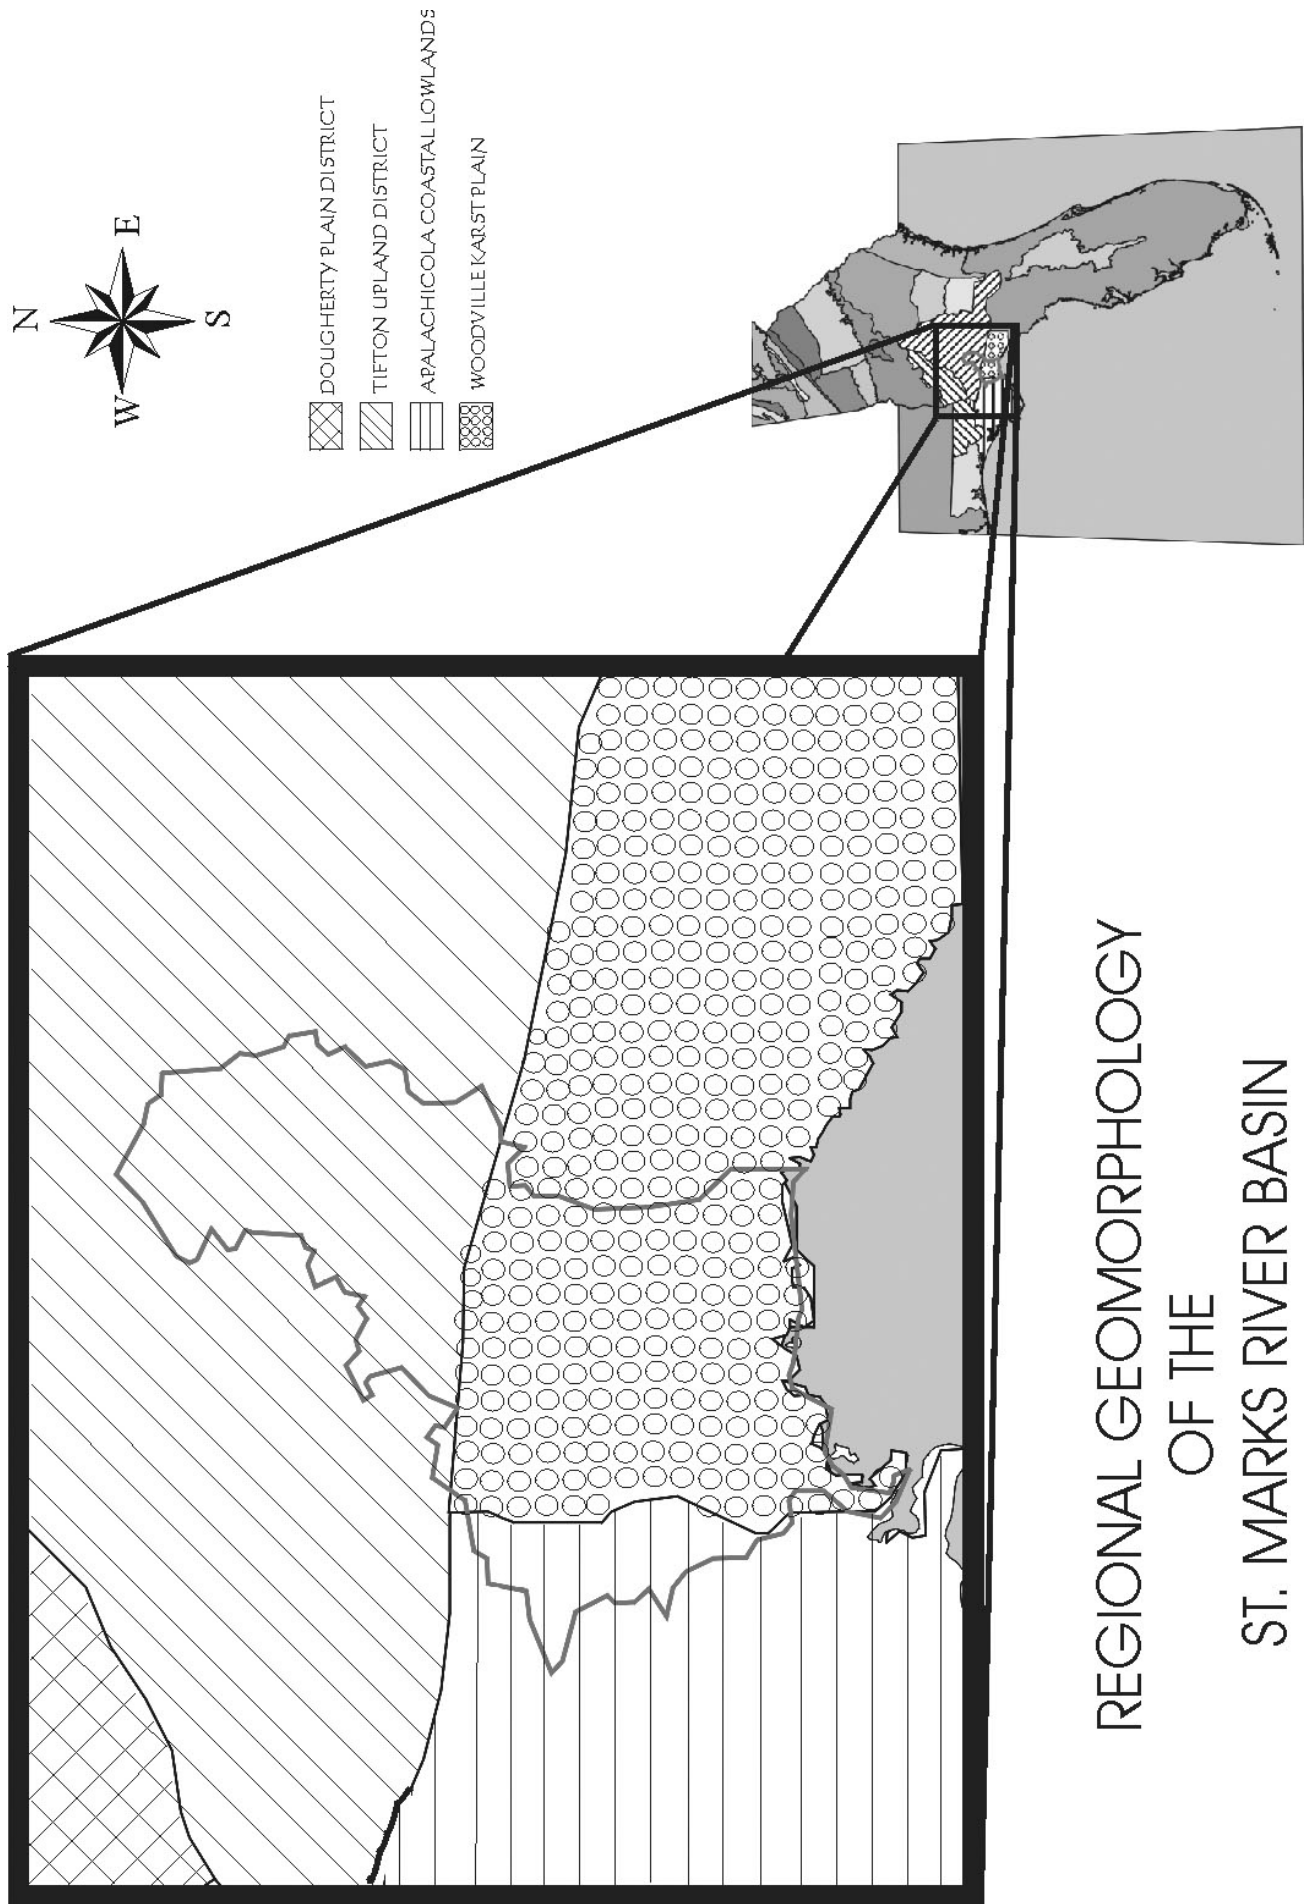 N
W
E
S
DOUGHERTY PLAIN DISTRICT
TIFTON UPLAND DISTRICT
APALACHICOLA COASTAL LOWLANDS
WOODVILLE KARST PLAIN
REGIONAL GEOMORPHOLOGY
OF THE
ST. MARKS RIVER BASIN